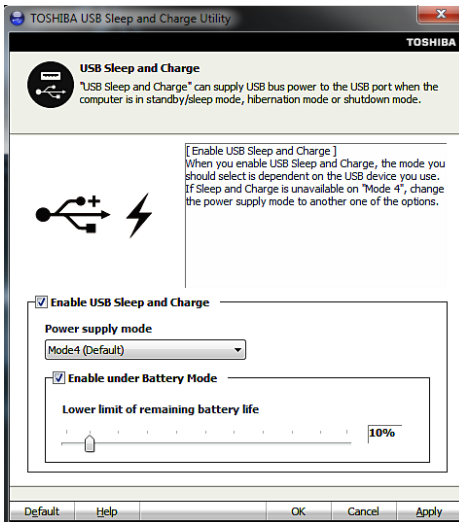 TOSHIBA USB Sleep and Charge Utility
TOSHIBA
USB Sleep and Charge
"USB Sleep and Charge" can supply USB bus power to the USB port when the
computer is in standby/sleep mode, hibernation mode or shutdown mode.
[ Enable USB Sleep and Charge ]
When you enable USB Sleep and Charge, the mode you
should select is dependent on the USB device you use.
If Sleep and Charge is unavailable on "Mode 4", change
the power supply mode to another one of the options.
Enable USB Sleep and Charge
Power supply mode
Mode4 (Default)
Enable under Battery Mode
Lower limit of remaining battery life
10%
Default Help OK Cancel Apply